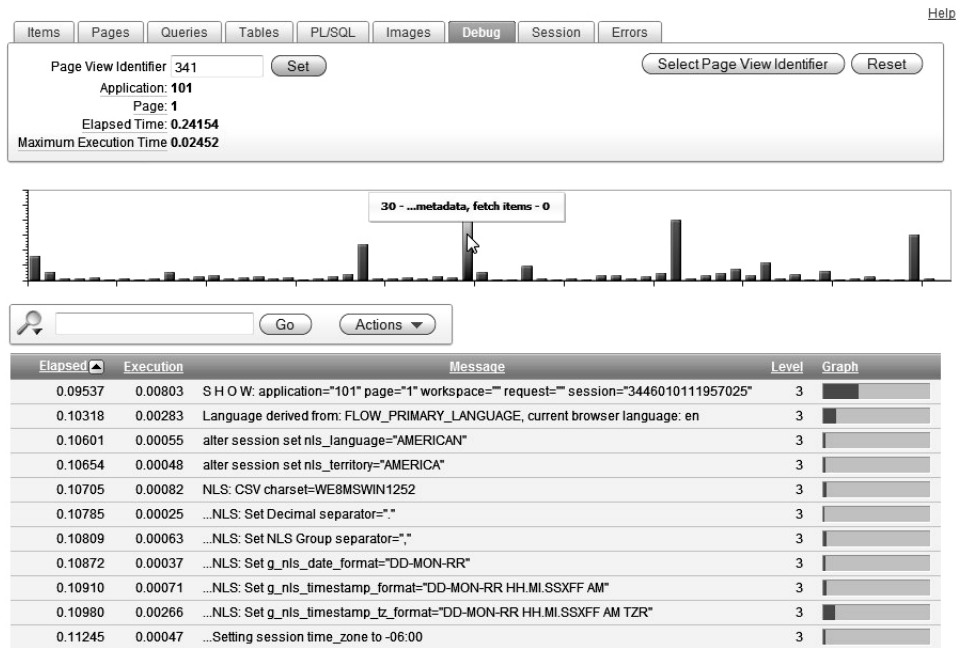 Help
Items Pages Queries Tables PL/SQL Images Debug Session Errors
Page View Identifier 341 Set Select Page View Identifier Reset
Application: 101
Page: 1
Elapsed Time: 0.24154
Maximum Execution Time 0.02452
30 - ...metadata, fetch items - 0
Go Actions
Elapsed Execution Message Level Graph
0.09537 0.00803 S H O W: application="101" page="1" workspace="" request="" session="3446010111957025" 3
0.10318 0.00283 Language derived from: FLOW_PRIMARY_LANGUAGE, current browser language: en 3
0.10601 0.00055 alter session set nls_language="AMERICAN" 3
0.10654 0.00048 alter session set nls_territory="AMERICA" 3
0.10705 0.00082 NLS: CSV charset=WE8MSWIN1252 3
0.10785 0.00025 ...NLS: Set Decimal separator="." 3
0.10809 0.00063 ...NLS: Set NLS Group separator="," 3
0.10872 0.00037 ...NLS: Set g_nls_date_format="DD-MON-RR" 3
0.10910 0.00071 ...NLS: Set g_nls_timestamp_format="DD-MON-RR HH.MI.SSXFF AM" 3
0.10980 0.00266 ...NLS: Set g_nls_timestamp_tz_format="DD-MON-RR HH.MI.SSXFF AM TZR" 3
0.11245 0.00047 ...Setting session time_zone to -06:00 3